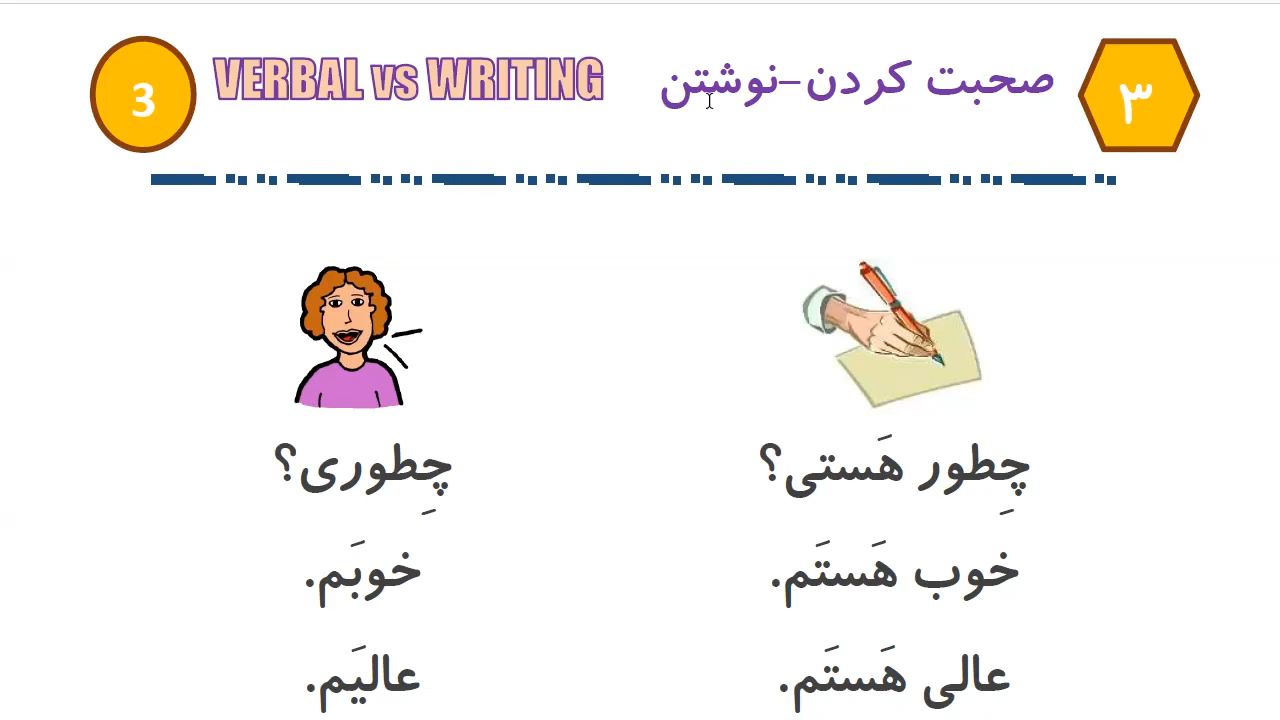 3 VERBAL vs WRITING صحبت کردن-نوشتن ۳
چِطور هَستی؟ چِطوری؟
خوب هَستَم. خوبَم.
عالی هَستَم. عالیَم.